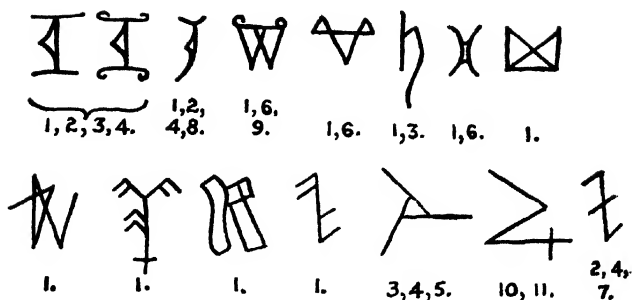 1, 2, 3, 4. 1, 2, 4, 8. 1, 6, 9. 1, 6. 1, 3. 1, 6. 1.
1. 1. 1. 1. 3, 4, 5. 10, 11. 2, 4, 7.